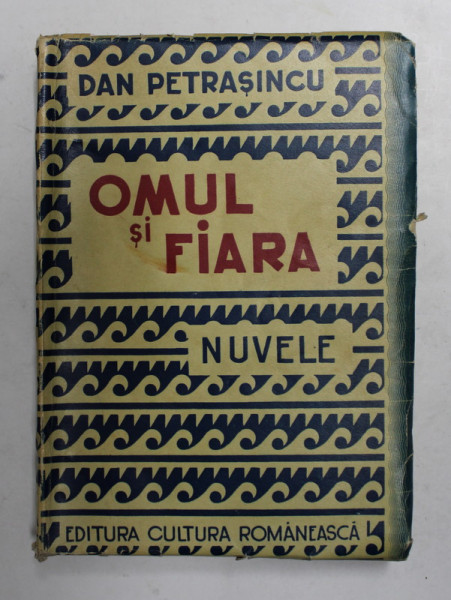 DAN PETRAȘINCU
OMUL
și
FiARA
NUVELE
EDITURA CULTURA ROMÂNEASCĂ